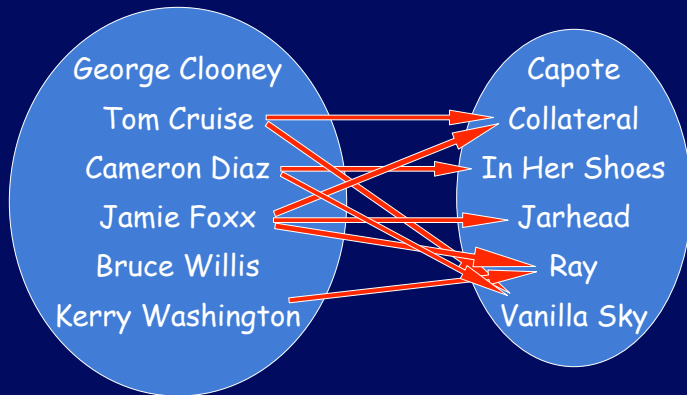 George Clooney
Tom Cruise
Cameron Diaz
Jamie Foxx
Bruce Willis
Kerry Washington
Capote
Collateral
In Her Shoes
Jarhead
Ray
Vanilla Sky